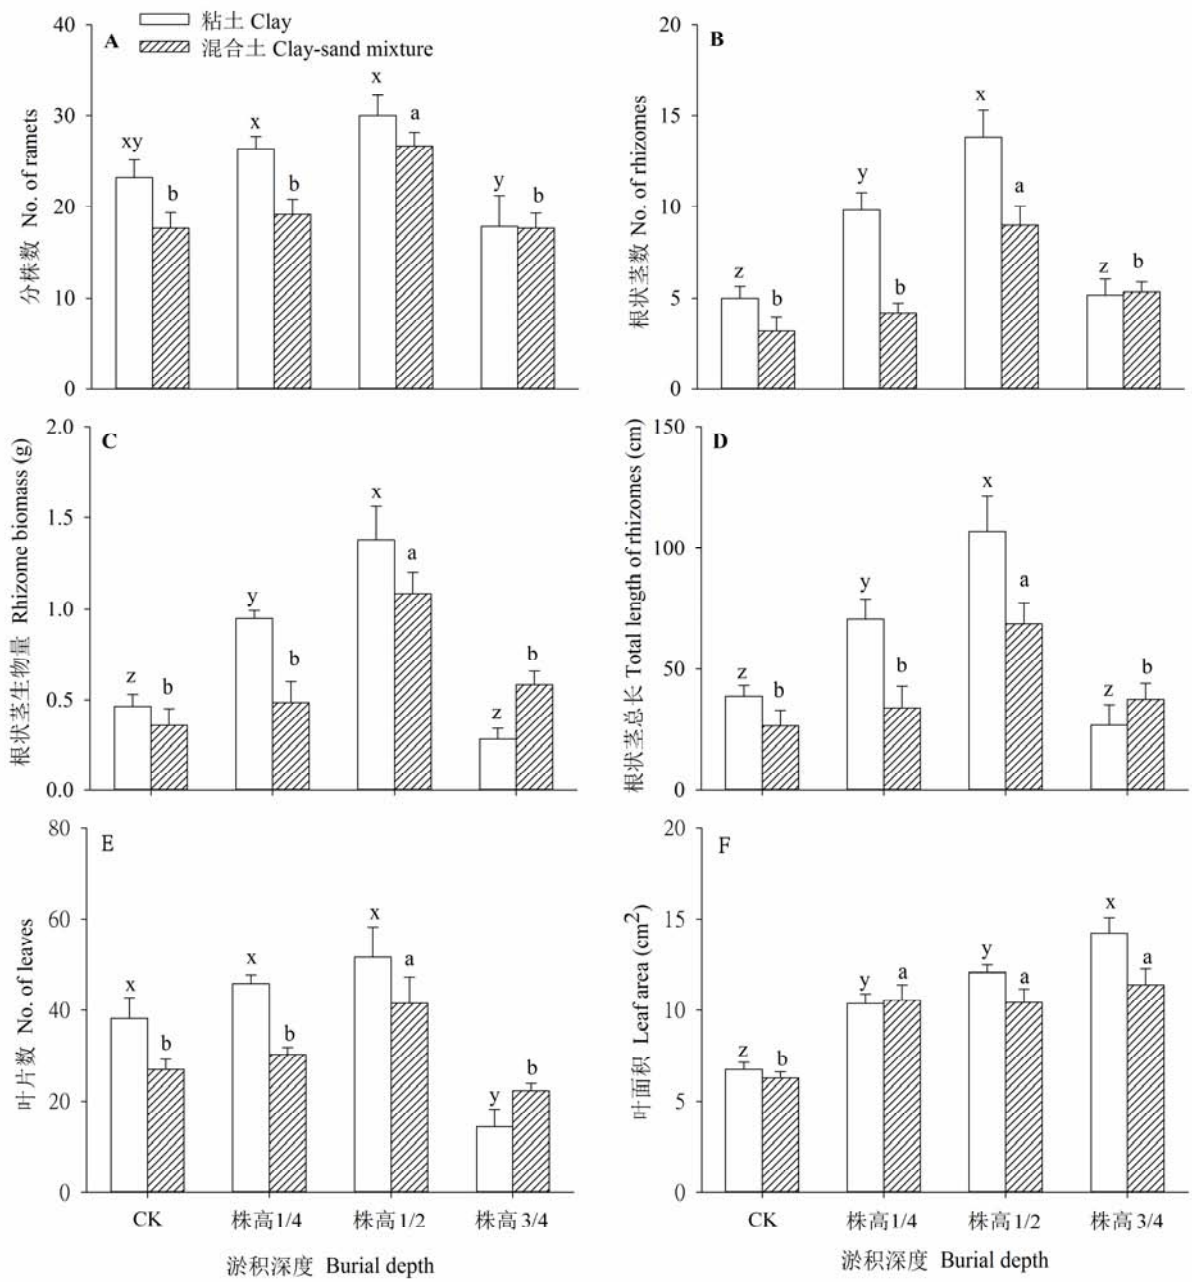 A
粘土 Clay
混合土 Clay-sand mixture
分株数 No. of ramets
40
30
20
10
0
xy
b
x
b
x
a
y
b
B
根状茎数 No. of rhizomes
20
15
10
5
0
z
b
y
b
x
a
z
b
C
根状茎生物量 Rhizome biomass (g)
2.0
1.5
1.0
0.5
0.0
z
b
y
b
x
a
z
b
D
根状茎总长 Total length of rhizomes (cm)
150
100
50
0
z
b
y
b
x
a
z
b
E
叶片数 No. of leaves
80
60
40
20
0
x
b
x
b
x
a
y
b
CK
株高1/4
株高1/2
株高3/4
淤积深度 Burial depth
F
叶面积 Leaf area (cm²)
20
15
10
5
0
z
b
y
a
y
a
x
a
CK
株高1/4
株高1/2
株高3/4
淤积深度 Burial depth